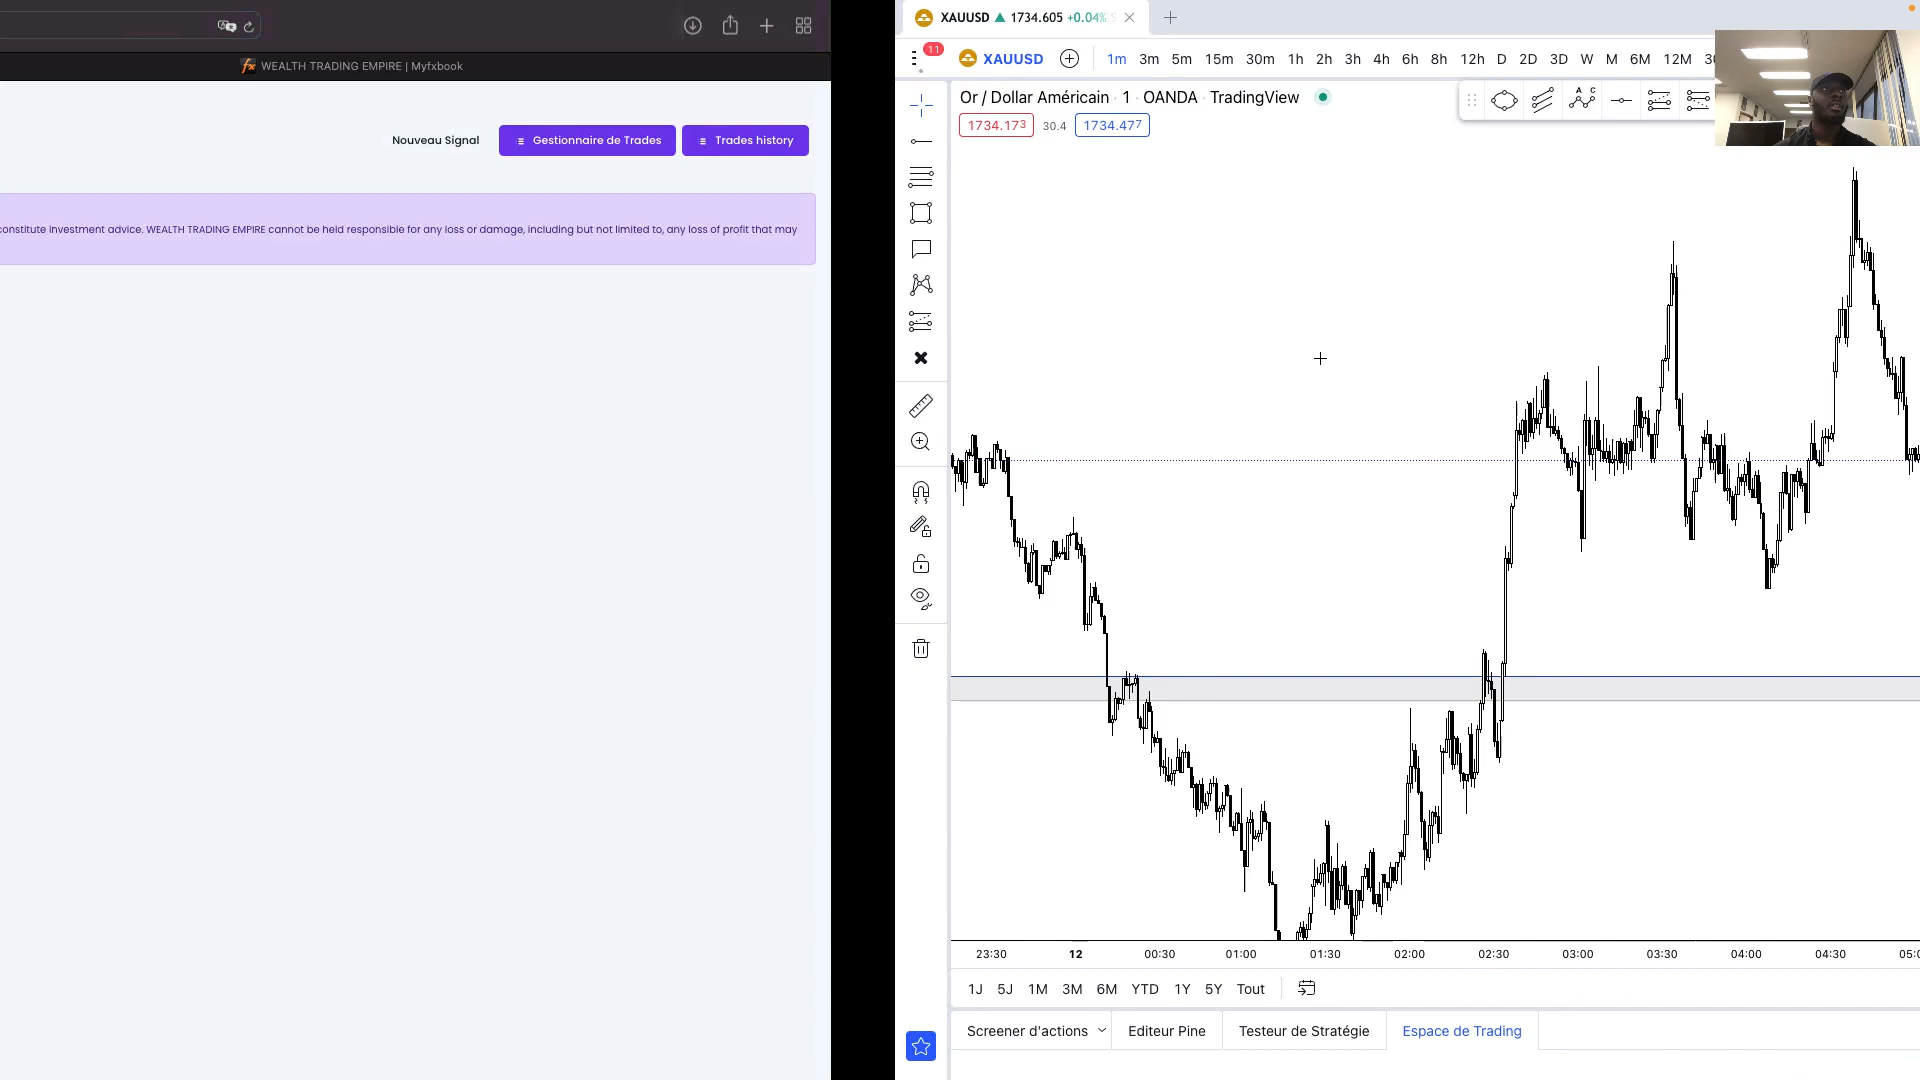 WEALTH TRADING EMPIRE | Myfxbook
Nouveau Signal
Gestionnaire de Trades
Trades history
constitute investment advice. WEALTH TRADING EMPIRE cannot be held responsible for any loss or damage, including but not limited to, any loss of profit that may
XAUUSD ▲ 1734.605 +0.04%
11
XAUUSD
1m 3m 5m 15m 30m 1h 2h 3h 4h 6h 8h 12h D 2D 3D W M 6M 12M
Or / Dollar Américain · 1 · OANDA · TradingView
1734.173 30.4 1734.477
23:30 12 00:30 01:00 01:30 02:00 02:30 03:00 03:30 04:00 04:30
1J 5J 1M 3M 6M YTD 1Y 5Y Tout
Screener d'actions
Editeur Pine
Testeur de Stratégie
Espace de Trading